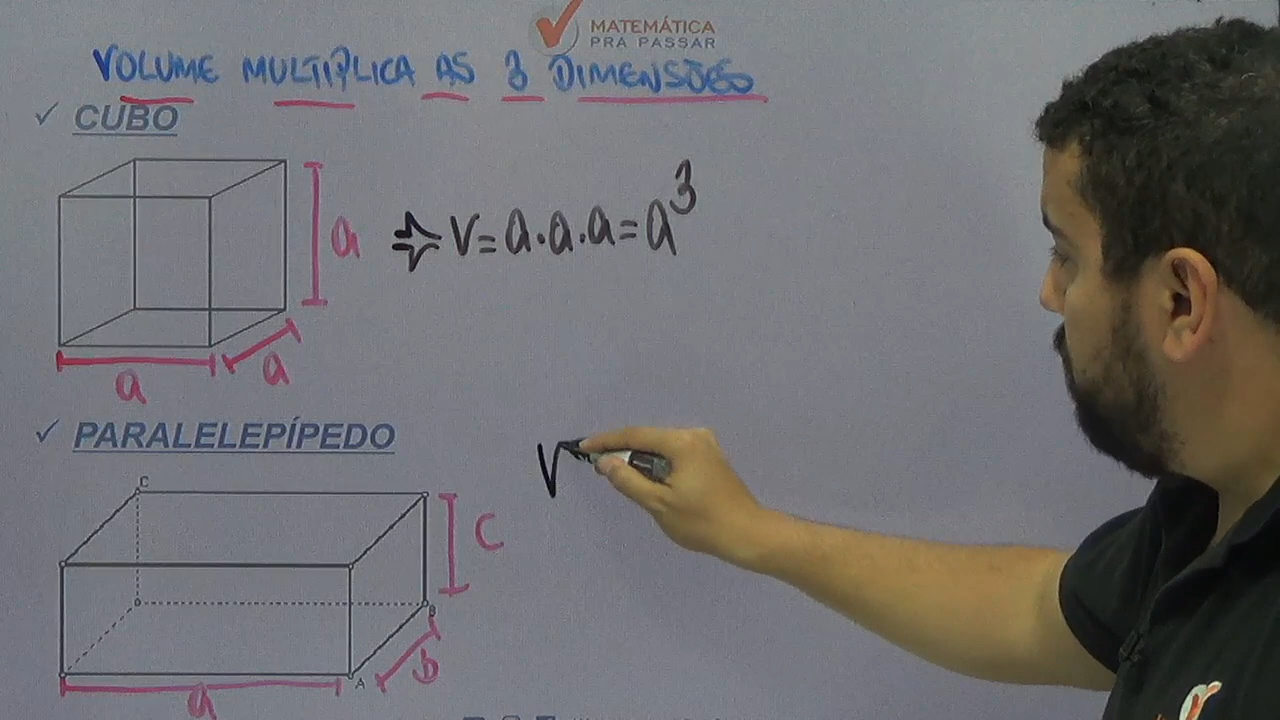 MATEMÁTICA
PRA PASSAR
VOLUME MULTIPLICA AS 3 DIMENSÕES
✓ CUBO
a
V = a . a . a = a³
a
a
✓ PARALELEPÍPEDO
V
C
C
B
b
A
a